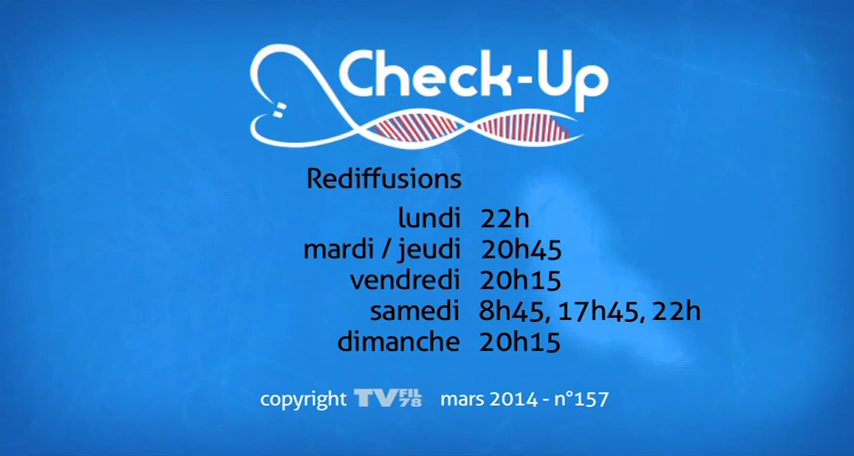 Check-Up
Rediffusions
lundi 22h
mardi / jeudi 20h45
vendredi 20h15
samedi 8h45, 17h45, 22h
dimanche 20h15
copyright TV FIL 78 mars 2014 - n°157